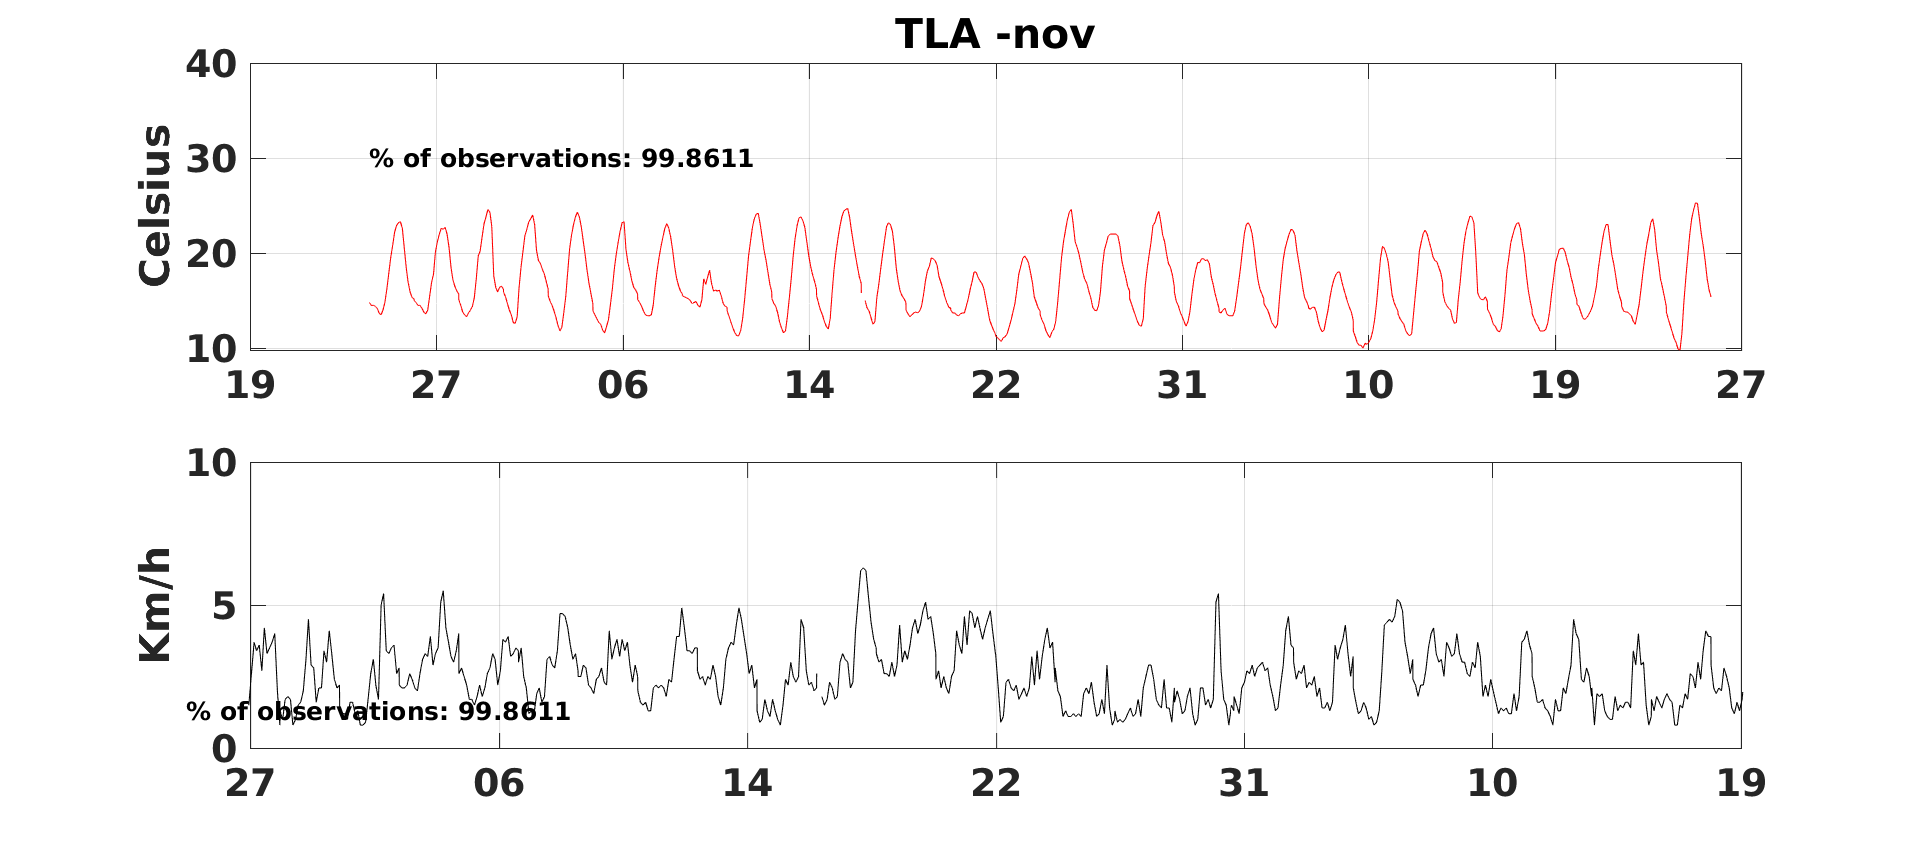 TLA -nov
40
30
20
10
Celsius
% of observations: 99.8611
19 27 06 14 22 31 10 19 27
10
5
0
Km/h
% of observations: 99.8611
27 06 14 22 31 10 19